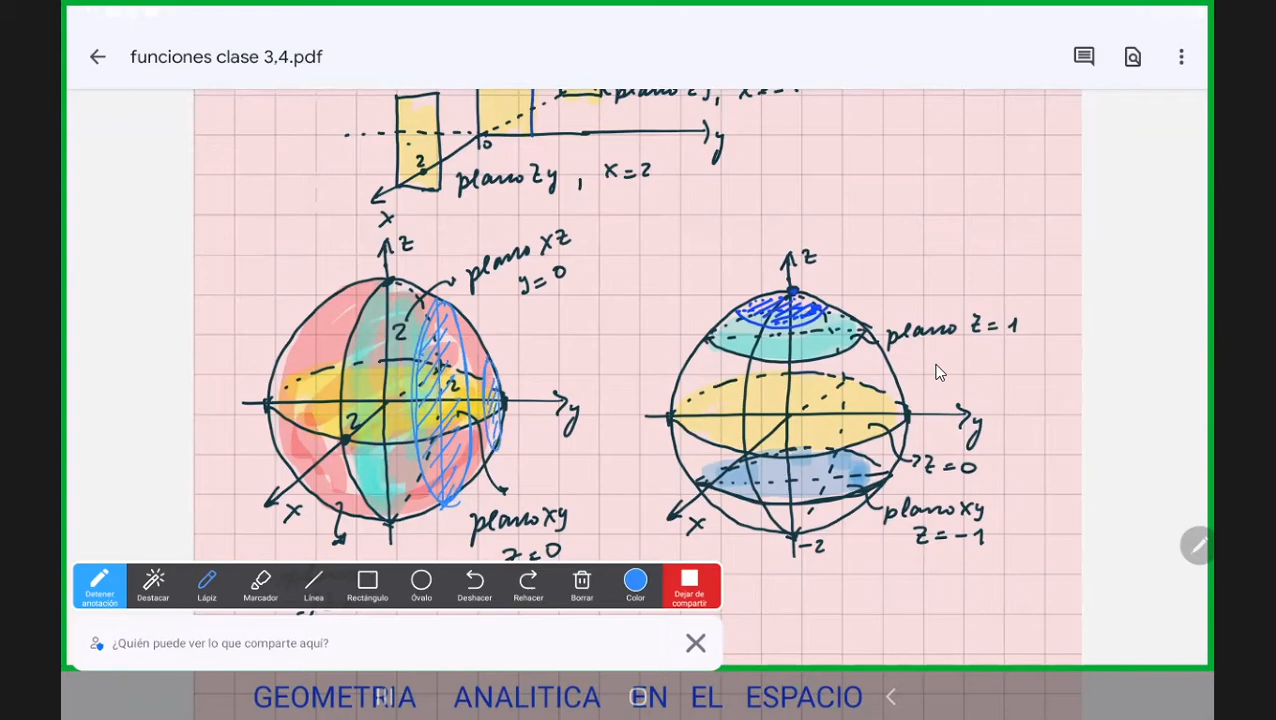 funciones clase 3,4.pdf
y
10
2
plano zy , x=2
x
z
plano xz
y=0
z
2
plano z=1
2
2
y
y
z=0
x
plano xy
z=0
x
plano xy
z=-1
-2
Detener anotación
Destacar
Lápiz
Marcador
Línea
Rectángulo
Óvalo
Deshacer
Rehacer
Borrar
Color
Dejar de compartir
¿Quién puede ver lo que comparte aquí?
GEOMETRIA ANALITICA EN EL ESPACIO